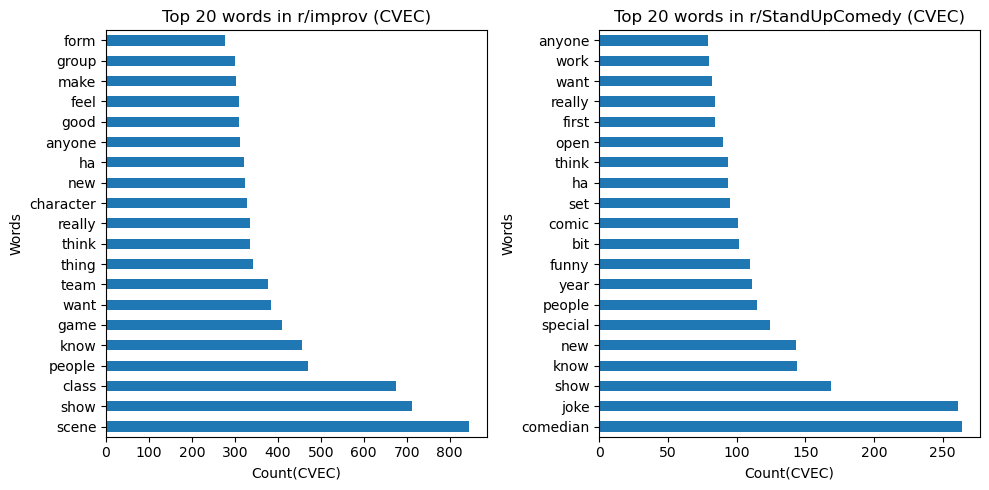 Top 20 words in r/improv (CVEC)
Words
form
group
make
feel
good
anyone
ha
new
character
really
think
thing
team
want
game
know
people
class
show
scene
0 100 200 300 400 500 600 700 800
Count(CVEC)
Top 20 words in r/StandUpComedy (CVEC)
Words
anyone
work
want
really
first
open
think
ha
set
comic
bit
funny
year
people
special
new
know
show
joke
comedian
0 50 100 150 200 250
Count(CVEC)